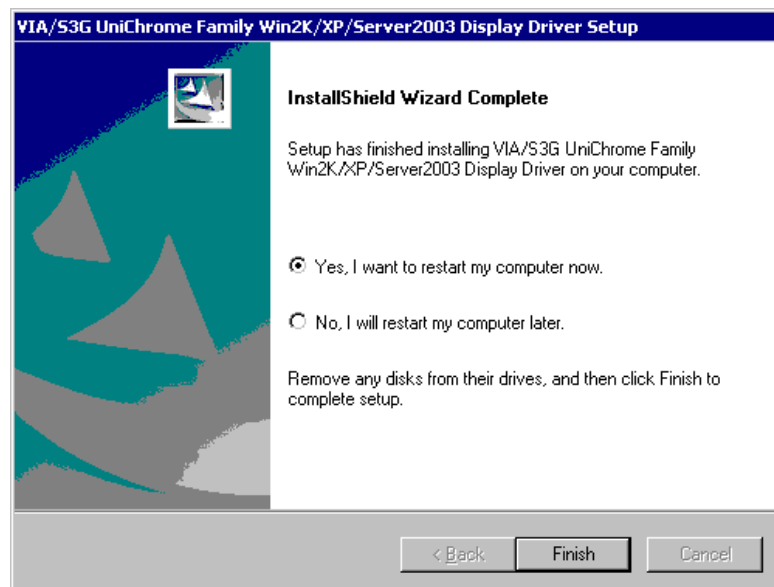 VIA/S3G UniChrome Family Win2K/XP/Server2003 Display Driver Setup
InstallShield Wizard Complete
Setup has finished installing VIA/S3G UniChrome Family
Win2K/XP/Server2003 Display Driver on your computer.
Yes, I want to restart my computer now.
No, I will restart my computer later.
Remove any disks from their drives, and then click Finish to
complete setup.
< Back
Finish
Cancel